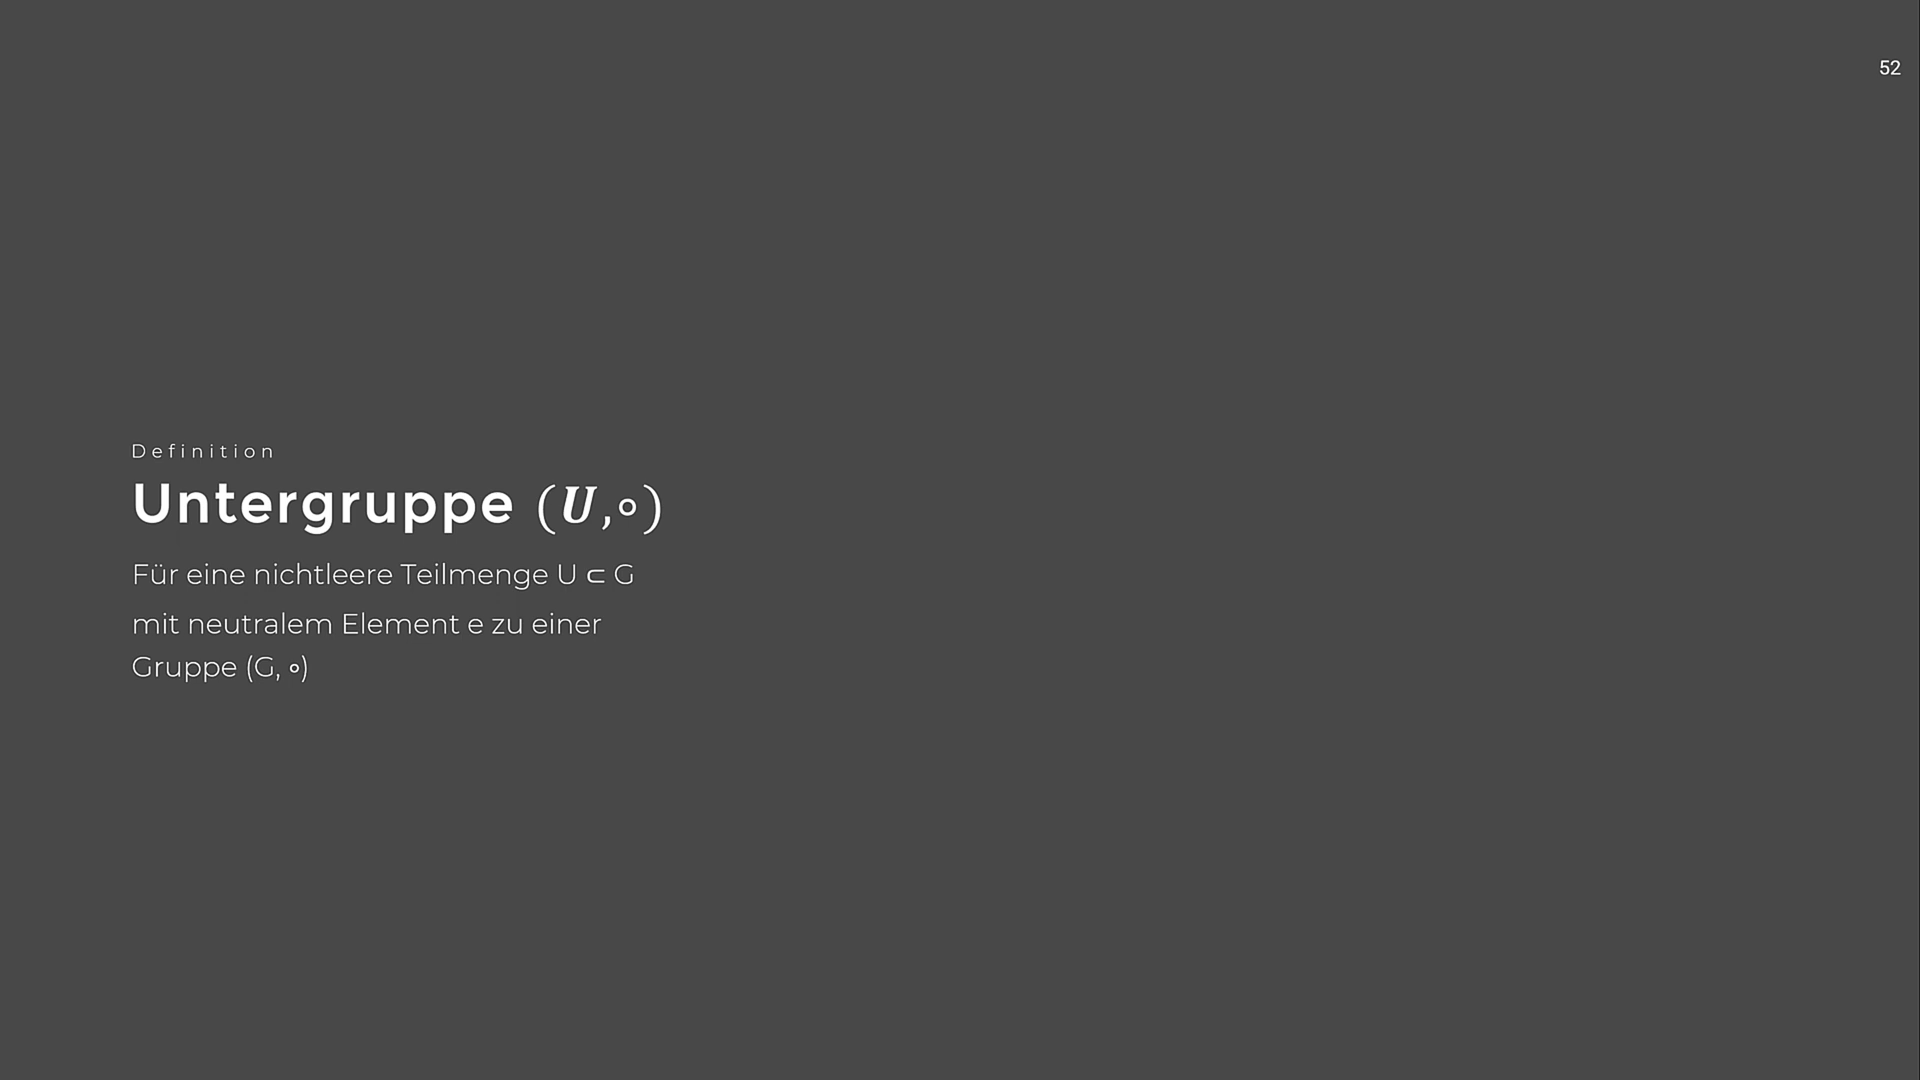 52
Definition
Untergruppe (U,∘)
Für eine nichtleere Teilmenge U ⊂ G
mit neutralem Element e zu einer
Gruppe (G, ∘)